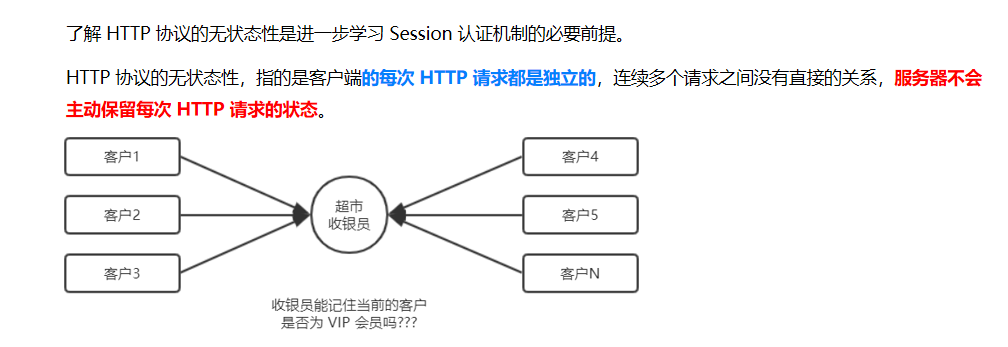 了解 HTTP 协议的无状态性是进一步学习 Session 认证机制的必要前提。
HTTP 协议的无状态性，指的是客户端的每次 HTTP 请求都是独立的，连续多个请求之间没有直接的关系，服务器不会
主动保留每次 HTTP 请求的状态。
客户1
客户2
客户3
超市
收银员
客户4
客户5
客户N
收银员能记住当前的客户
是否为 VIP 会员吗???